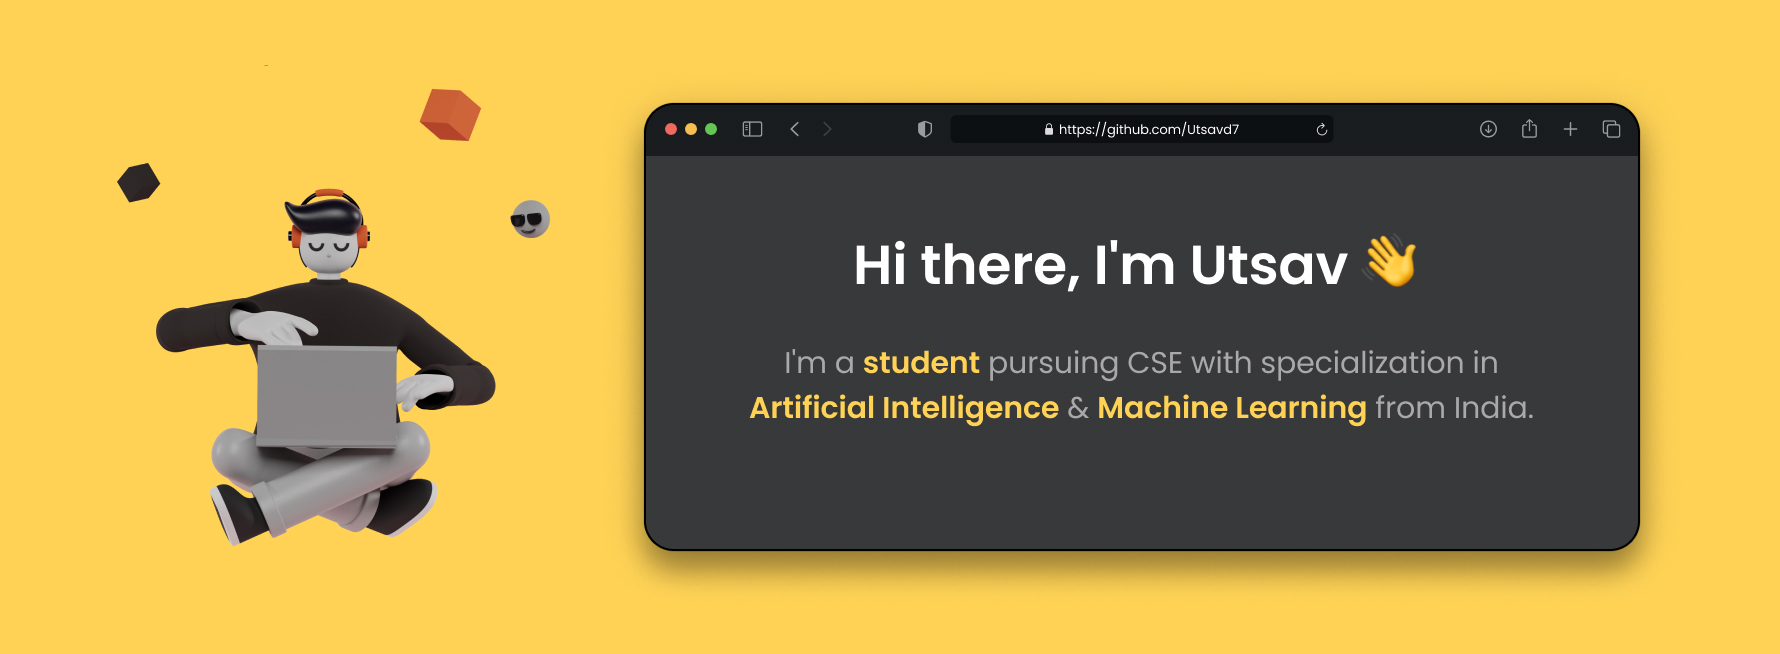 https://github.com/Utsavd7
Hi there, I'm Utsav 👋
I'm a student pursuing CSE with specialization in
Artificial Intelligence & Machine Learning from India.